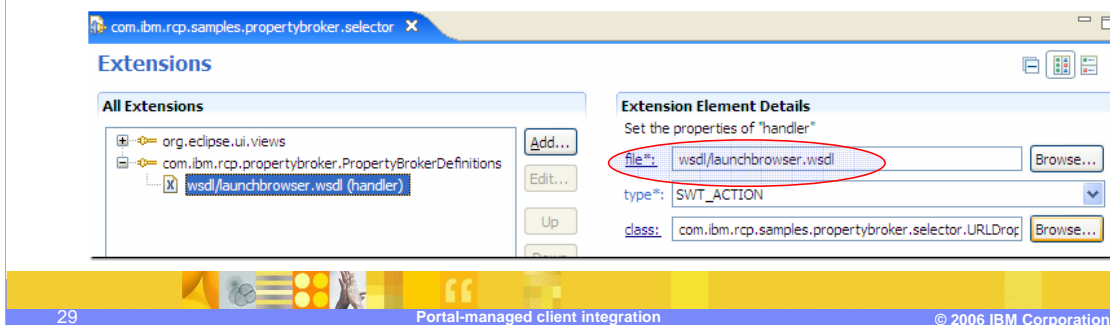 com.ibm.rcp.samples.propertybroker.selector
Extensions
All Extensions
org.eclipse.ui.views
com.ibm.rcp.propertybroker.PropertyBrokerDefinitions
wsdl/launchbrowser.wsdl (handler)
Add...
Edit...
Up
Down
Extension Element Details
Set the properties of "handler"
file*: wsdl/launchbrowser.wsdl Browse...
type*: SWT_ACTION
class: com.ibm.rcp.samples.propertybroker.selector.URLDrop Browse...
29 Portal-managed client integration © 2006 IBM Corporation